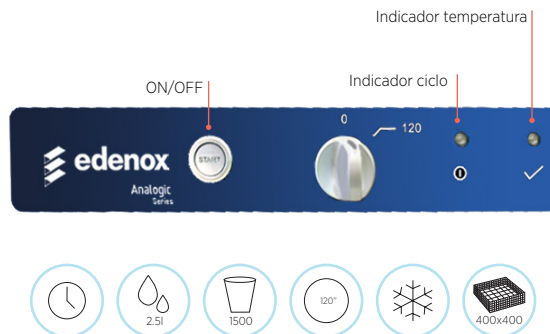 Indicador temperatura
ON/OFF
Indicador ciclo
0
120
START
edenox
Analogic
Series
2.5l
1500
120"
400x400